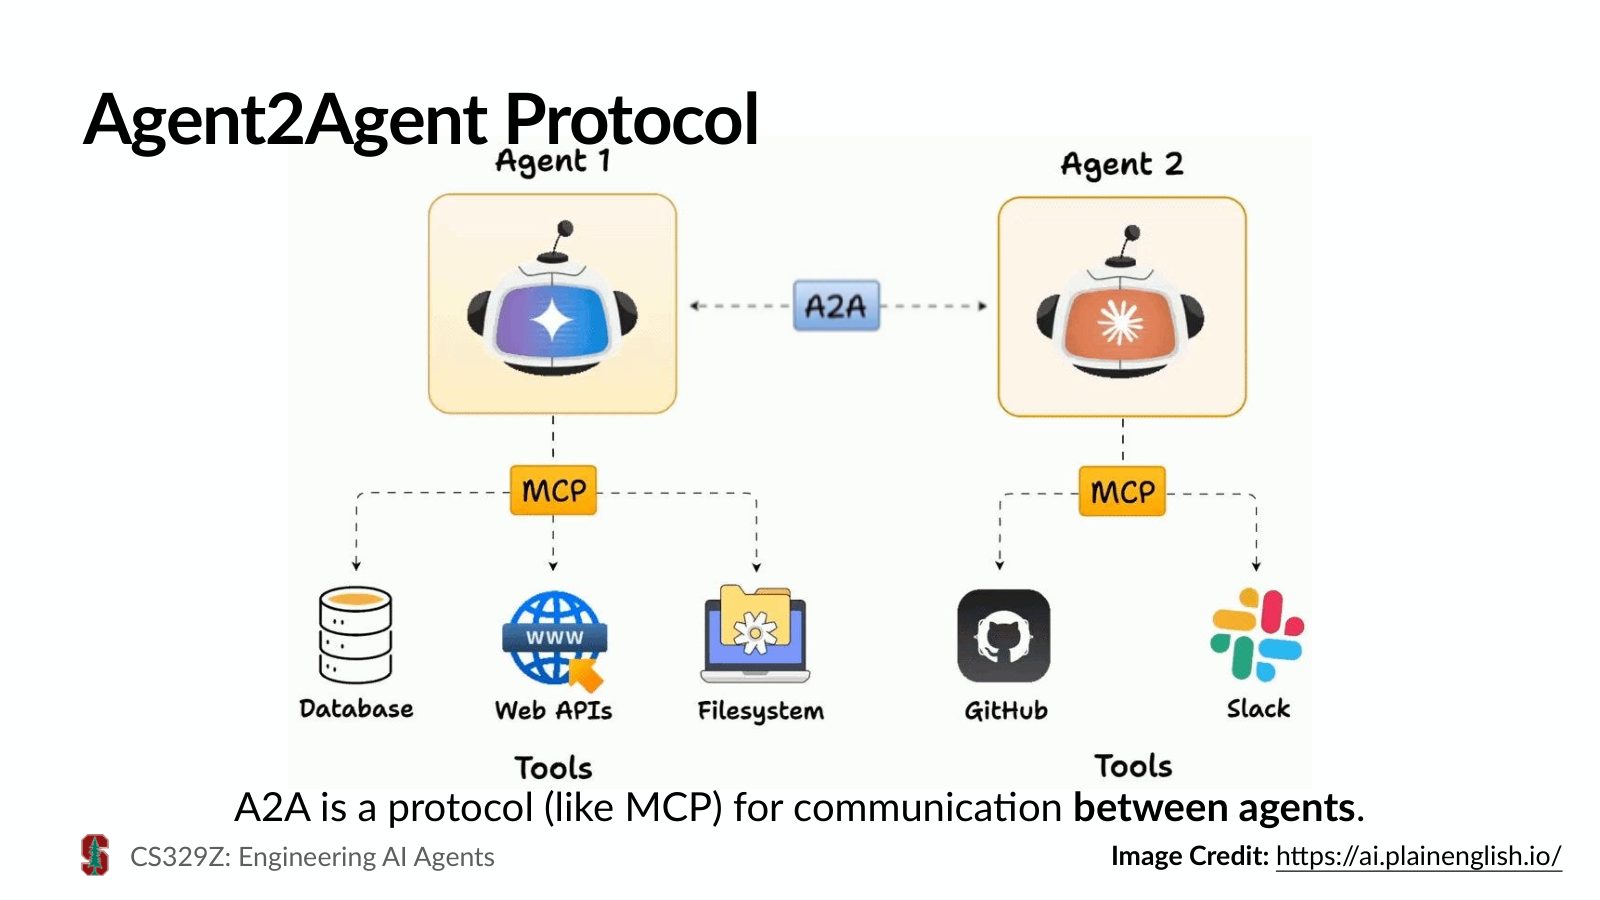 Agent2Agent Protocol
Agent 1
Agent 2
A2A
MCP
MCP
WWW
Database
Web APIs
Filesystem
GitHub
Slack
Tools
Tools
A2A is a protocol (like MCP) for communication between agents.
S
CS329Z: Engineering AI Agents
Image Credit: https://ai.plainenglish.io/